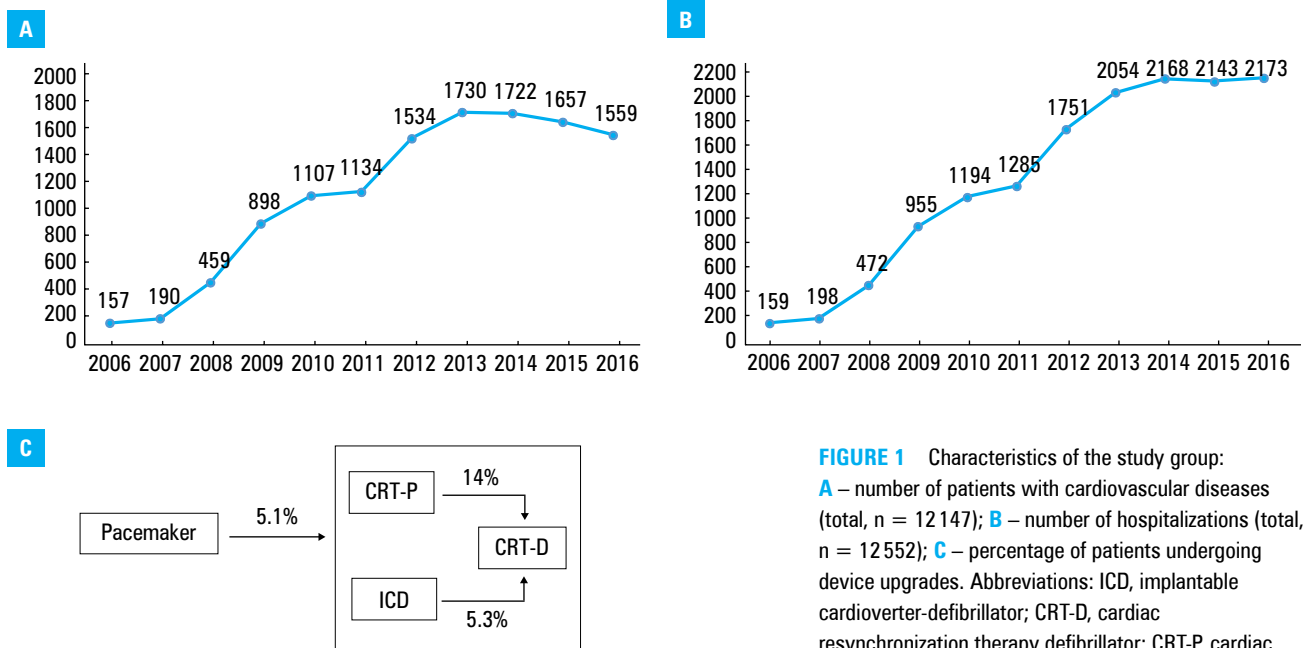 A
2000
1800
1600
1400
1200
1000
800
600
400
200
0
157 190 459 898 1107 1134 1534 1730 1722 1657 1559
2006 2007 2008 2009 2010 2011 2012 2013 2014 2015 2016
B
2200
2000
1800
1600
1400
1200
1000
800
600
400
200
0
159 198 472 955 1194 1285 1751 2054 2168 2143 2173
2006 2007 2008 2009 2010 2011 2012 2013 2014 2015 2016
C
Pacemaker
5.1%
CRT-P
14%
CRT-D
ICD
5.3%
FIGURE 1 Characteristics of the study group:
A – number of patients with cardiovascular diseases
(total, n = 12 147); B – number of hospitalizations (total,
n = 12 552); C – percentage of patients undergoing
device upgrades. Abbreviations: ICD, implantable
cardioverter-defibrillator; CRT-D, cardiac
resynchronization therapy defibrillator; CRT-P, cardiac